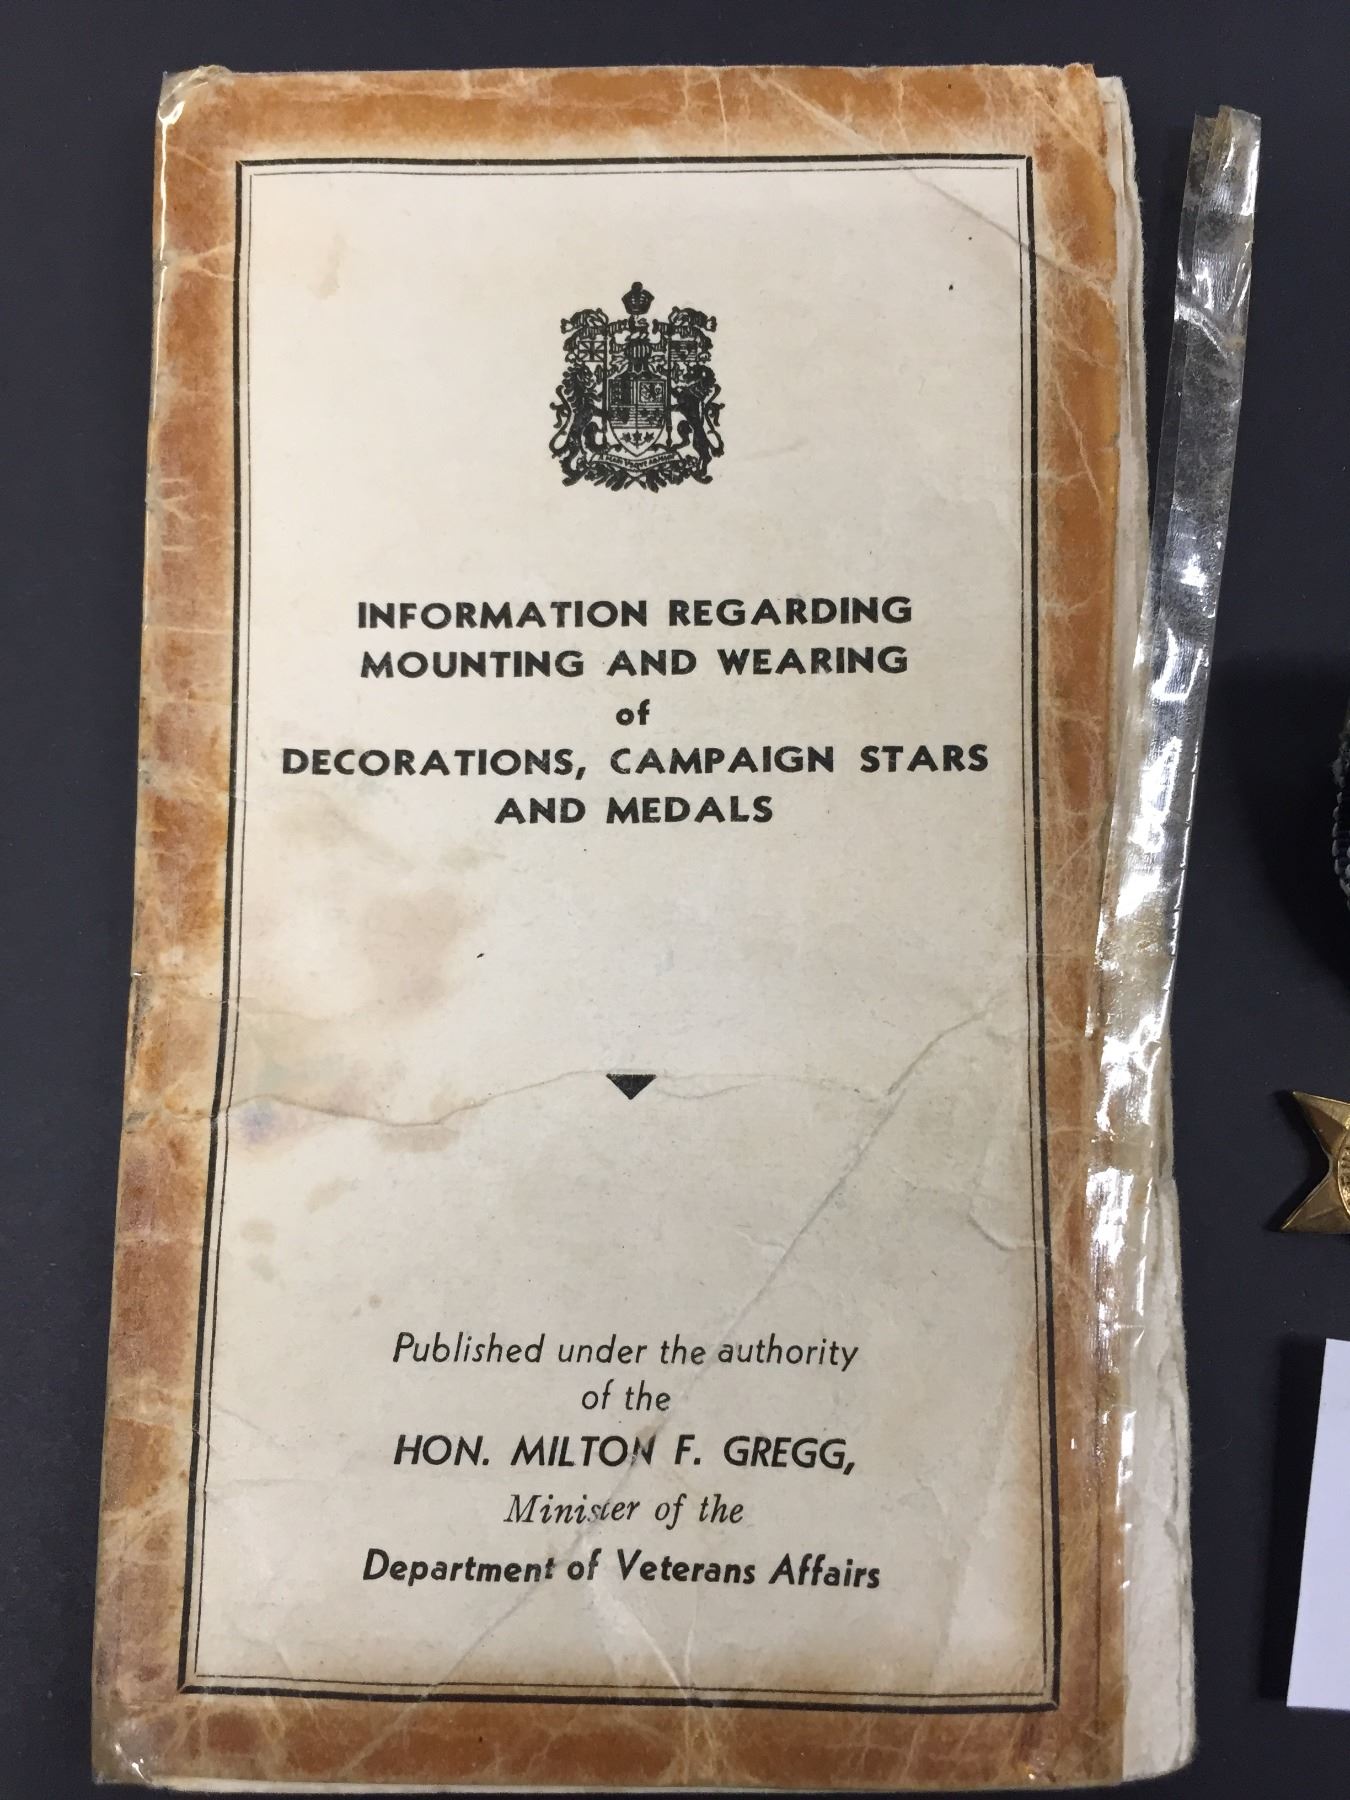 INFORMATION REGARDING
MOUNTING AND WEARING
of
DECORATIONS, CAMPAIGN STARS
AND MEDALS
Published under the authority
of the
HON. MILTON F. GREGG,
Minister of the
Department of Veterans Affairs